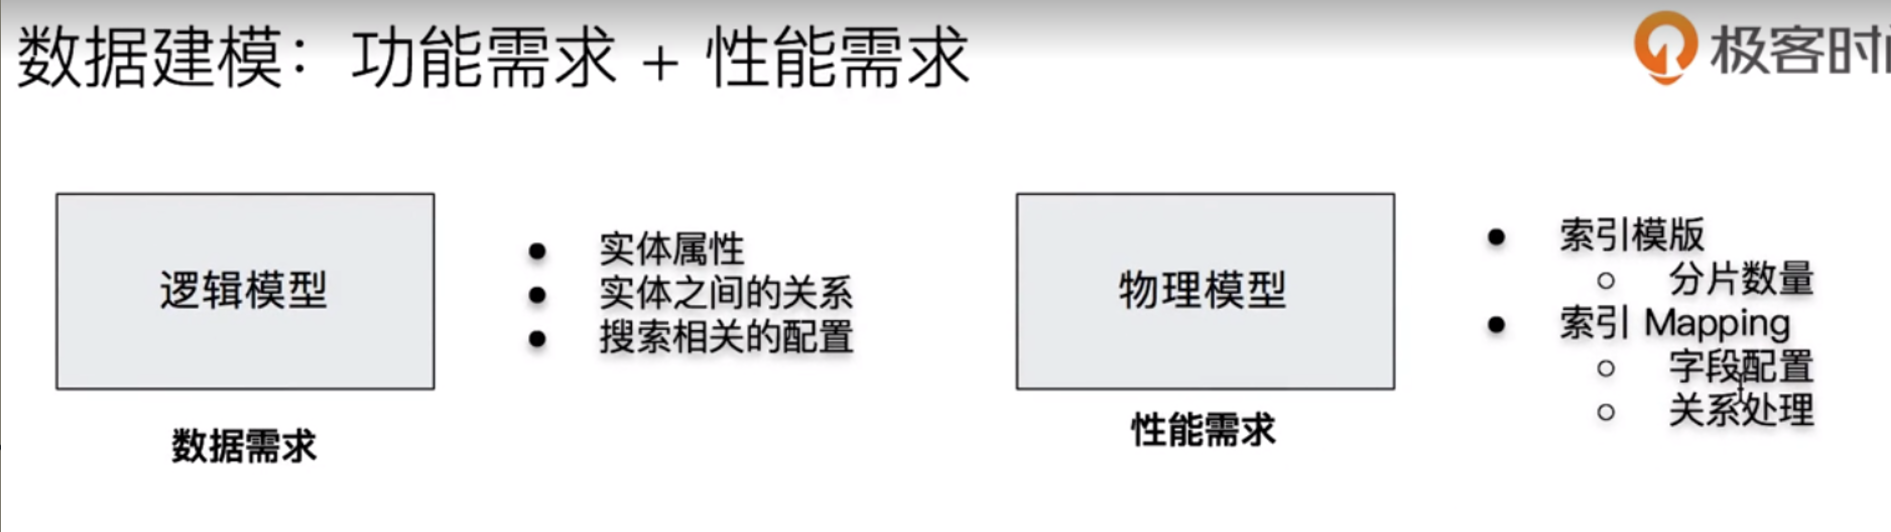 数据建模：功能需求 + 性能需求
极客时
逻辑模型
数据需求
● 实体属性
● 实体之间的关系
● 搜索相关的配置
物理模型
性能需求
● 索引模版
○ 分片数量
● 索引 Mapping
○ 字段配置
○ 关系处理